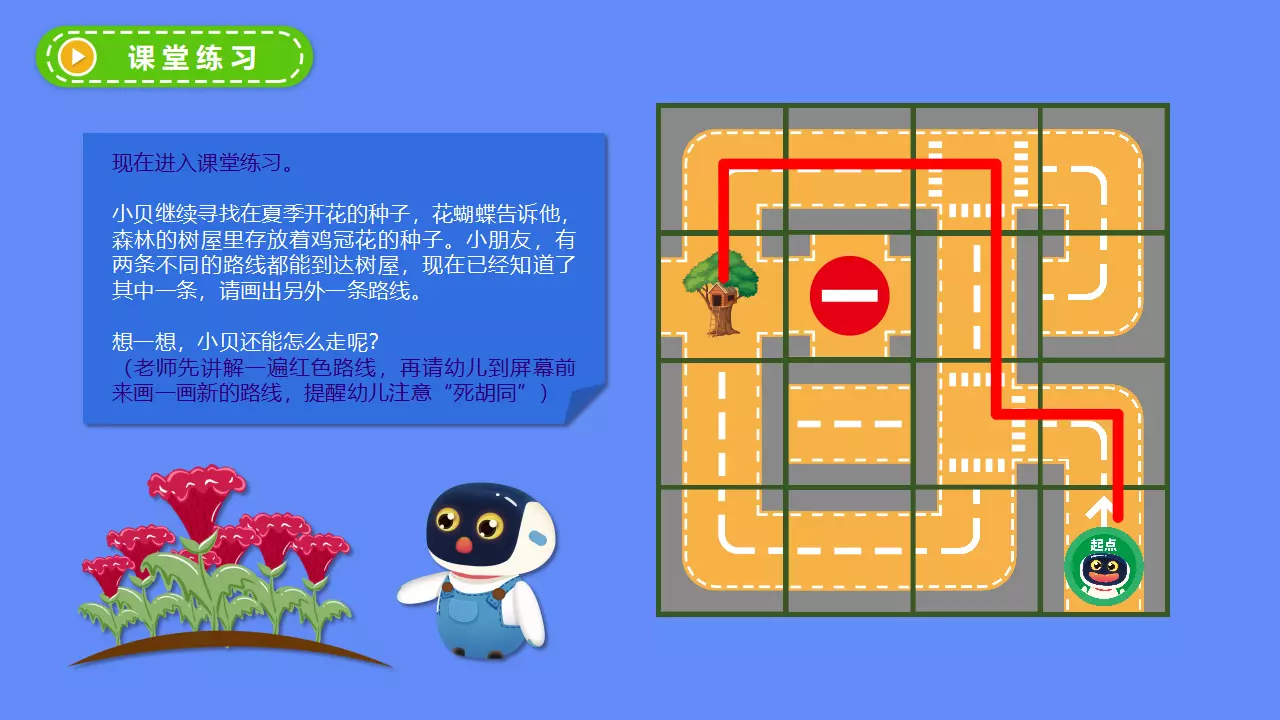 课堂练习
现在进入课堂练习。
小贝继续寻找在夏季开花的种子，花蝴蝶告诉他，
森林的树屋里存放着鸡冠花的种子。小朋友，有
两条不同的路线都能到达树屋，现在已经知道了
其中一条，请画出另外一条路线。
想一想，小贝还能怎么走呢？
（老师先讲解一遍红色路线，再请幼儿到屏幕前
来画一画新的路线，提醒幼儿注意“死胡同”）
起点